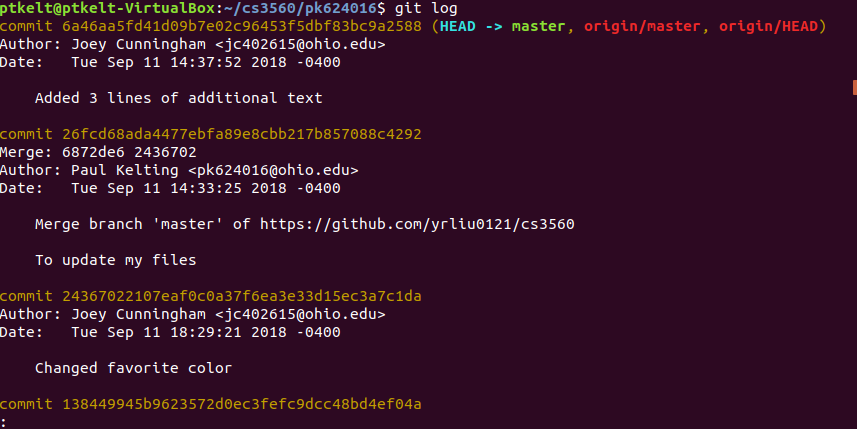 ptkelt@ptkelt-VirtualBox:~/cs3560/pk624016$ git log
commit 6a46aa5fd41d09b7e02c96453f5dbf83bc9a2588 (HEAD -> master, origin/master, origin/HEAD)
Author: Joey Cunningham <jc402615@ohio.edu>
Date:   Tue Sep 11 14:37:52 2018 -0400
    Added 3 lines of additional text
commit 26fcd68ada4477ebfa89e8cbb217b857088c4292
Merge: 6872de6 2436702
Author: Paul Kelting <pk624016@ohio.edu>
Date:   Tue Sep 11 14:33:25 2018 -0400
    Merge branch 'master' of https://github.com/yrliu0121/cs3560
    To update my files
commit 24367022107eaf0c0a37f6ea3e33d15ec3a7c1da
Author: Joey Cunningham <jc402615@ohio.edu>
Date:   Tue Sep 11 18:29:21 2018 -0400
    Changed favorite color
commit 138449945b9623572d0ec3fefc9dcc48bd4ef04a
: